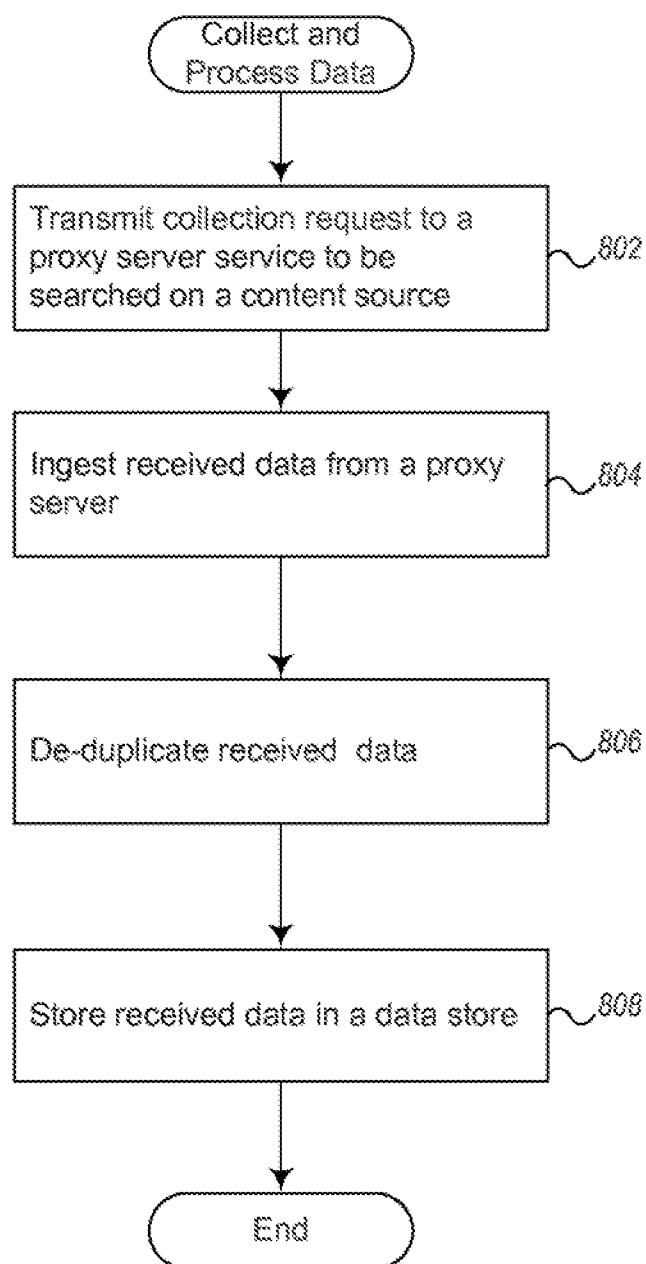 Collect and
Process Data
Transmit collection request to a
proxy server service to be
searched on a content source
802
Ingest received data from a proxy
server
804
De-duplicate received data
806
Store received data in a data store
808
End